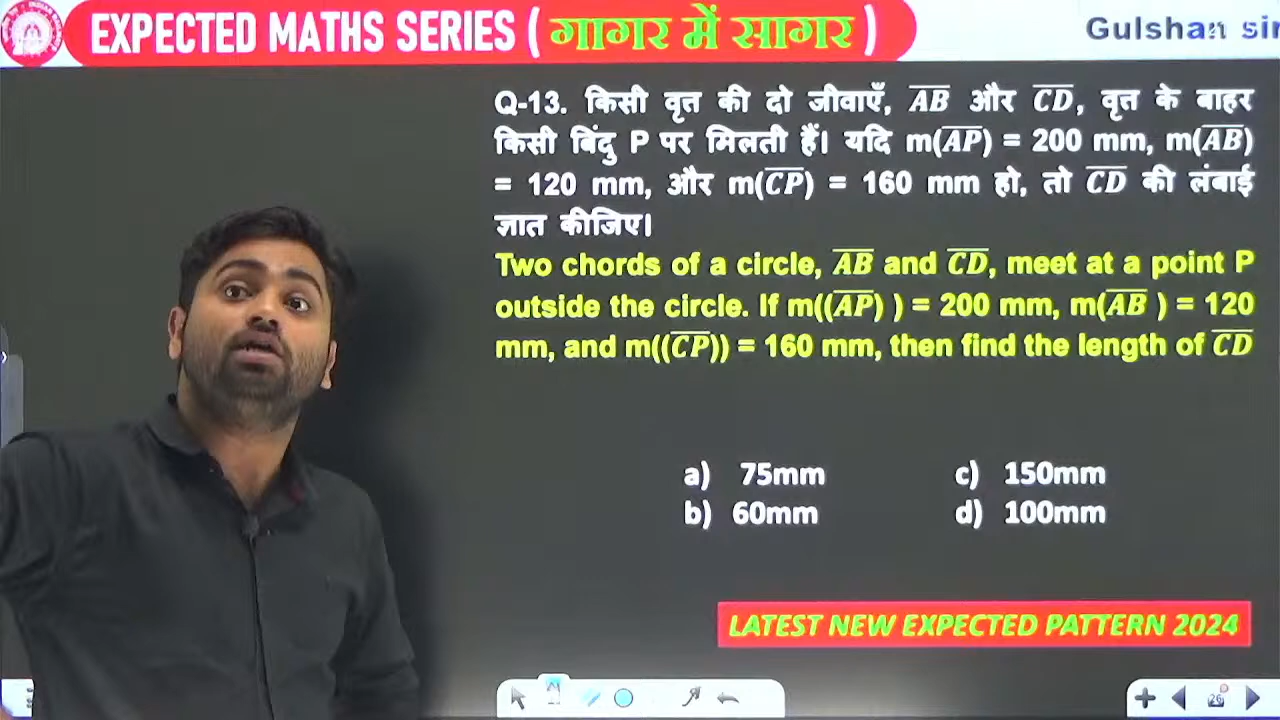 EXPECTED MATHS SERIES ( गागर में सागर )
Gulshan sir
Q-13. किसी वृत्त की दो जीवाएँ, AB और CD, वृत्त के बाहर
किसी बिंदु P पर मिलती हैं। यदि m(AP) = 200 mm, m(AB)
= 120 mm, और m(CP) = 160 mm हो, तो CD की लंबाई
ज्ञात कीजिए।
Two chords of a circle, AB and CD, meet at a point P
outside the circle. If m((AP) ) = 200 mm, m(AB ) = 120
mm, and m((CP)) = 160 mm, then find the length of CD
a) 75mm
c) 150mm
b) 60mm
d) 100mm
LATEST NEW EXPECTED PATTERN 2024
26